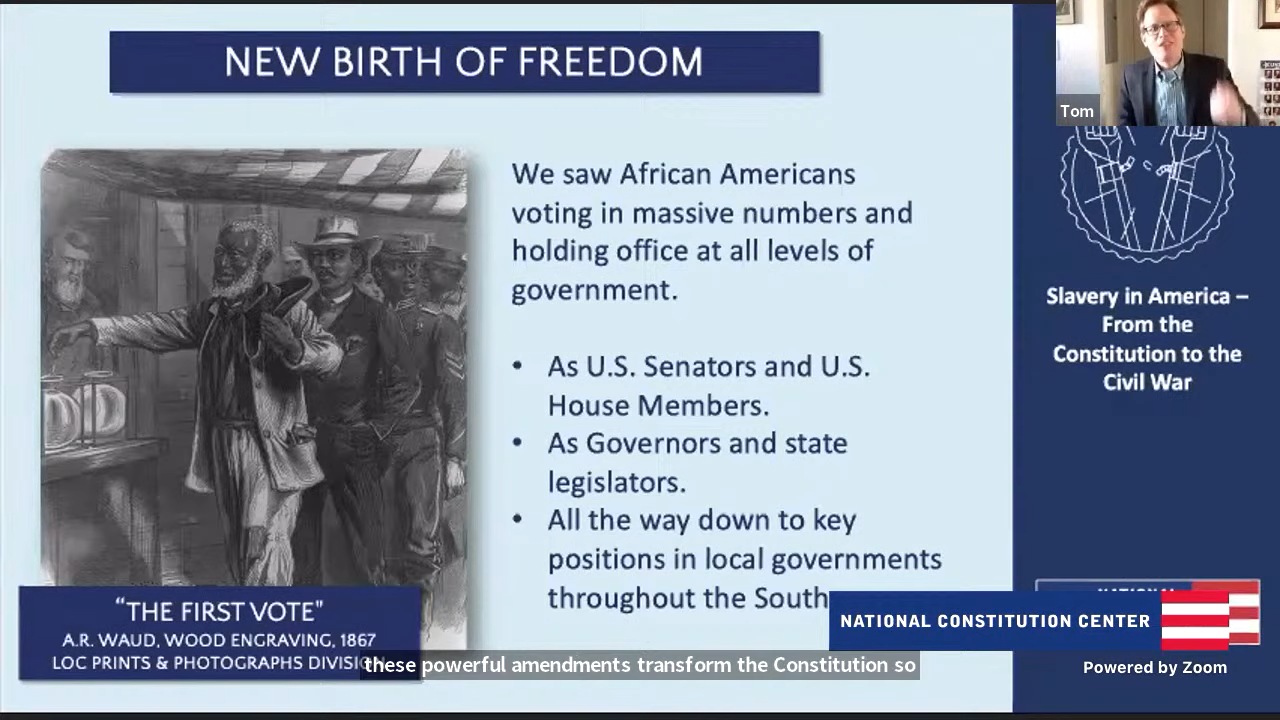 NEW BIRTH OF FREEDOM
We saw African Americans
voting in massive numbers and
holding office at all levels of
government.
• As U.S. Senators and U.S.
House Members.
• As Governors and state
legislators.
• All the way down to key
positions in local governments
throughout the South
“THE FIRST VOTE"
A.R. WAUD, WOOD ENGRAVING, 1867
LOC PRINTS & PHOTOGRAPHS DIVISION
these powerful amendments transform the Constitution so
Tom
Slavery in America –
From the
Constitution to the
Civil War
NATIONAL
NATIONAL CONSTITUTION CENTER
Powered by Zoom